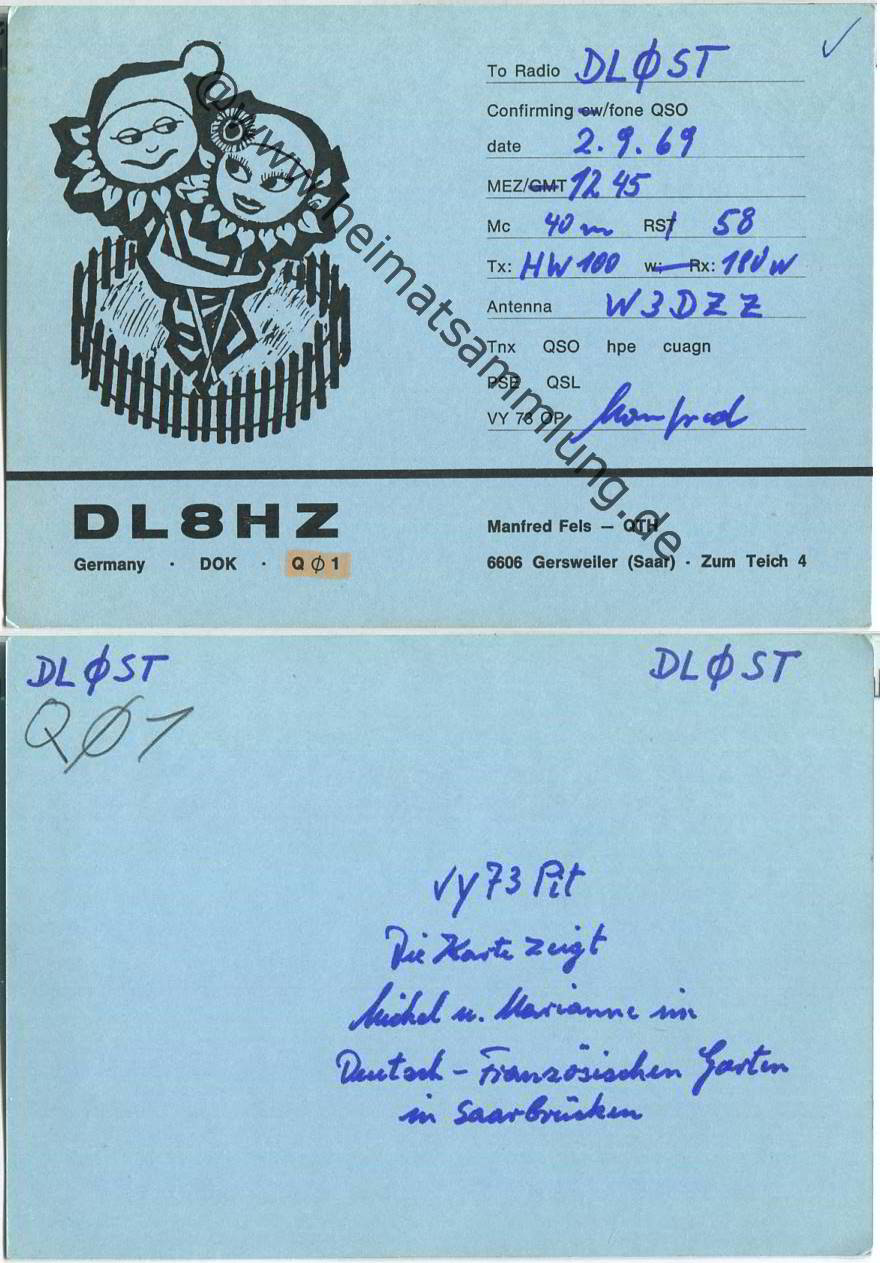 To Radio DLØST
Confirming cw/fone QSO
date 2.9.69
MEZ/GMT 12 45
Mc 40 m RST 58
Tx: HW 100 w: Rx: 180 W
Antenna W3DZZ
Tnx QSO hpe cuagn
PSE QSL
VY 73 OP Manfred
DL8HZ
Germany · DOK · QØ1
Manfred Fels — QTH
6606 Gersweiler (Saar) · Zum Teich 4
@www.heimatsammlung.de
DLØST
DLØST
QØ1
vy 73 Pit
Die Karte zeigt
Michel u. Marianne im
Deutsch-Französischen Garten
in Saarbrücken